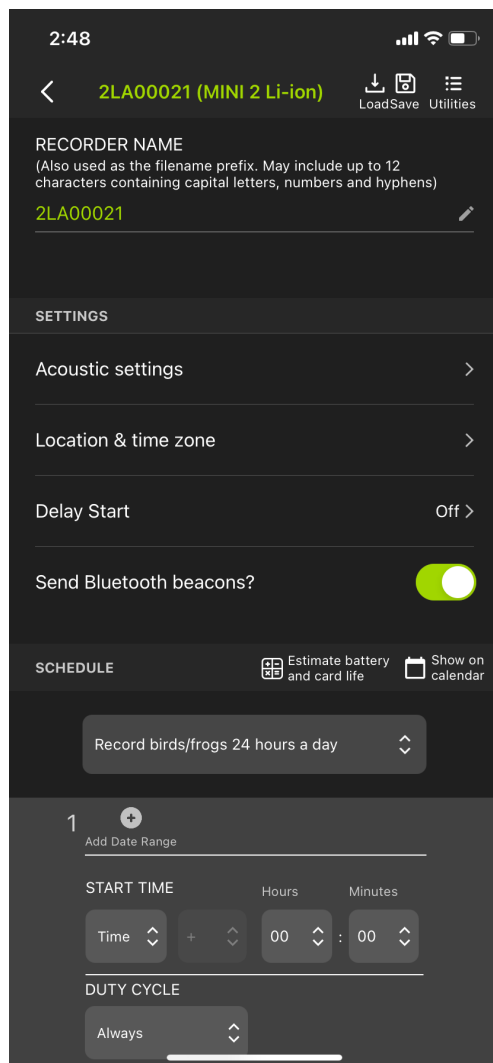 2:48
2LA00021 (MINI 2 Li-ion)
Load Save Utilities
RECORDER NAME
(Also used as the filename prefix. May include up to 12
characters containing capital letters, numbers and hyphens)
2LA00021
SETTINGS
Acoustic settings
Location & time zone
Delay Start Off
Send Bluetooth beacons?
SCHEDULE
Estimate battery
and card life
Show on
calendar
Record birds/frogs 24 hours a day
1
Add Date Range
START TIME Hours Minutes
Time + 00 : 00
DUTY CYCLE
Always